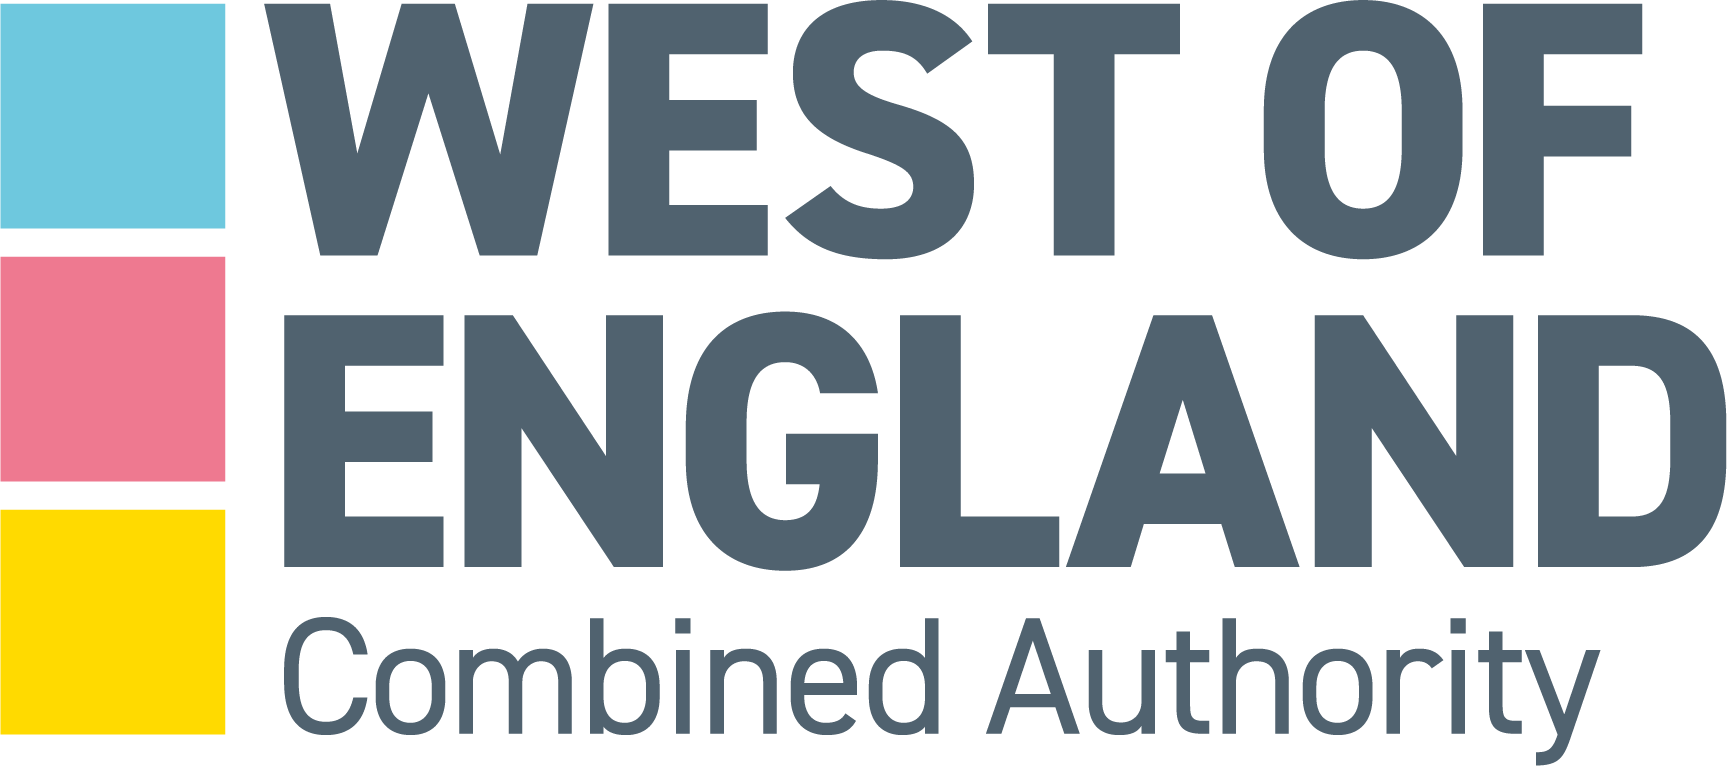 WEST OF
ENGLAND
Combined Authority